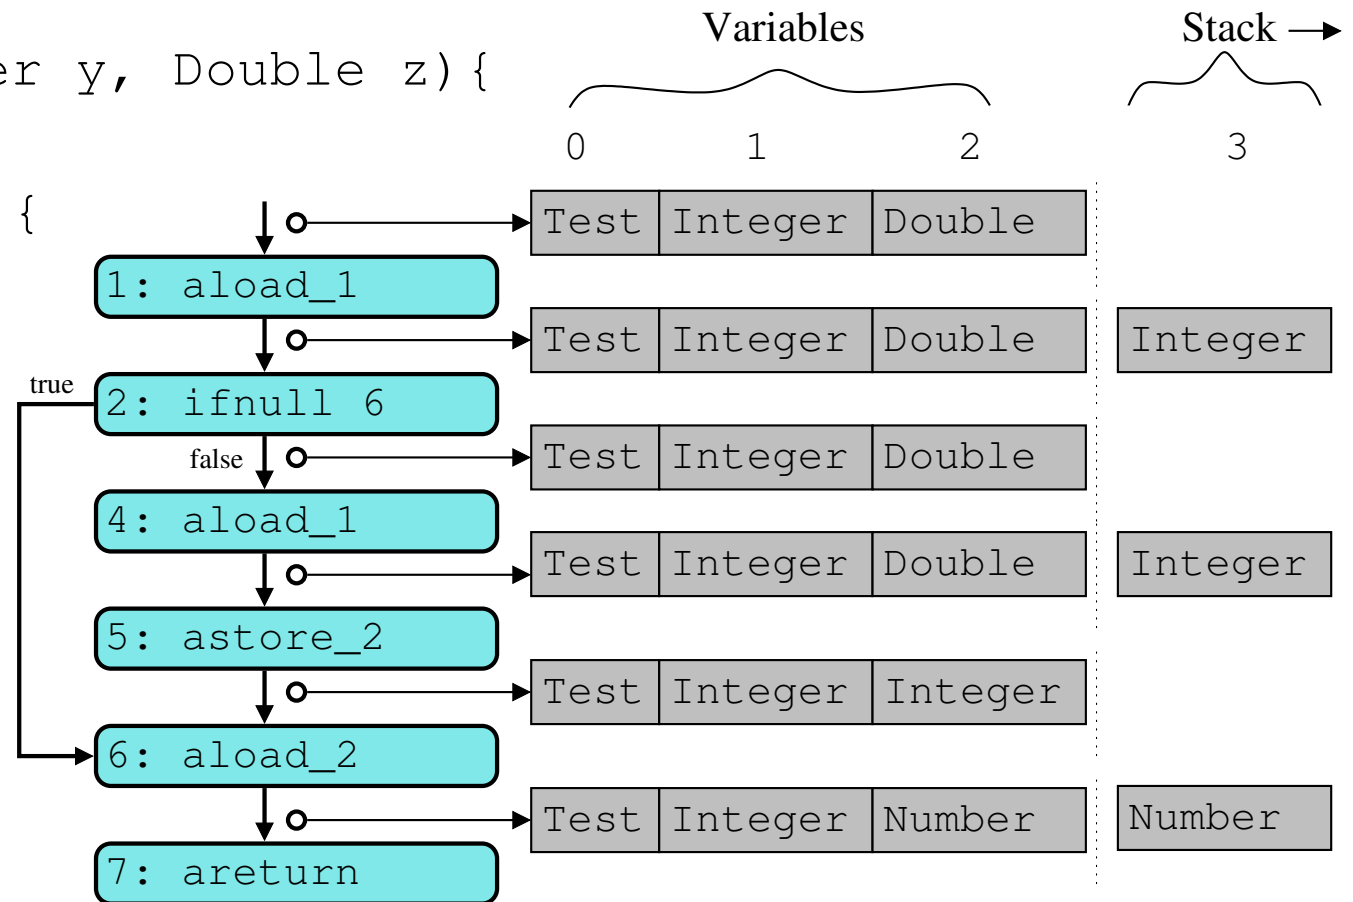 Variables Stack
er y, Double z){
0 1 2 3
{
Test Integer Double
1: aload_1
Test Integer Double Integer
true
2: ifnull 6
false
Test Integer Double
4: aload_1
Test Integer Double Integer
5: astore_2
Test Integer Integer
6: aload_2
Test Integer Number Number
7: areturn